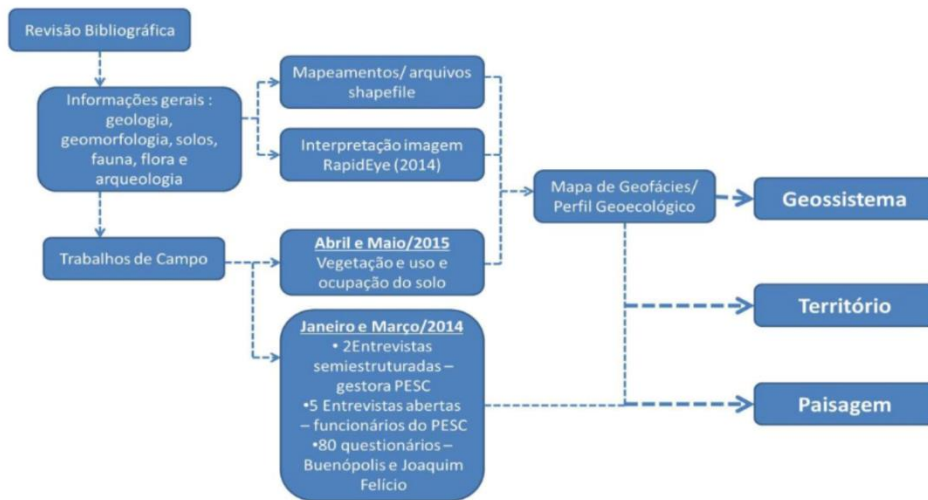 Revisão Bibliográfica
Informações gerais :
geologia,
geomorfologia, solos,
fauna, flora e
arqueologia
Trabalhos de Campo
Mapeamentos/ arquivos
shapefile
Interpretação imagem
RapidEye (2014)
Abril e Maio/2015
Vegetação e uso e
ocupação do solo
Janeiro e Março/2014
• 2Entrevistas
semiestruturadas –
gestora PESC
•5 Entrevistas abertas
– funcionários do PESC
•80 questionários –
Buenópolis e Joaquim
Felício
Mapa de Geofácies/
Perfil Geoecológico
Geossistema
Território
Paisagem